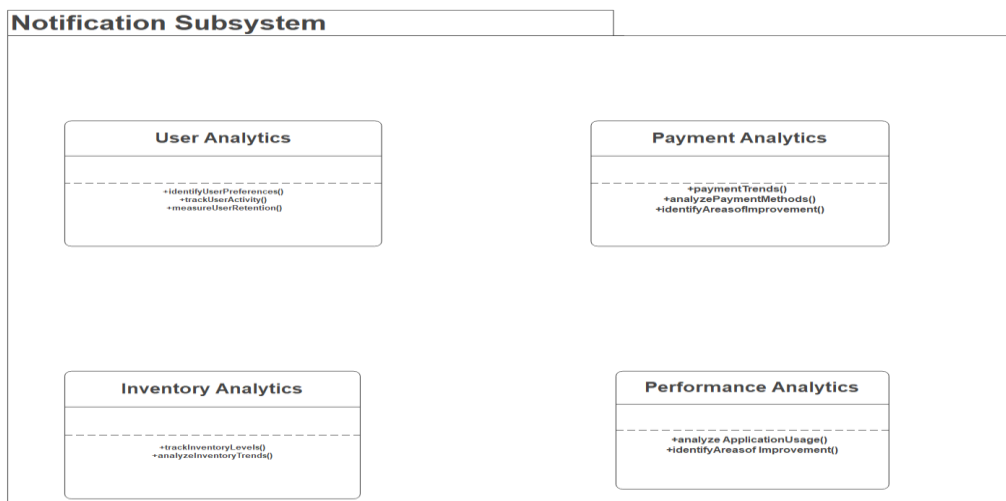 Notification Subsystem
User Analytics
+identifyUserPreferences()
+trackUserActivity()
+measureUserRetention()
Payment Analytics
+paymentTrends()
+analyzePaymentMethods()
+identifyAreasofImprovement()
Inventory Analytics
+trackInventoryLevels()
+analyzeInventoryTrends()
Performance Analytics
+analyze ApplicationUsage()
+identifyAreasof Improvement()